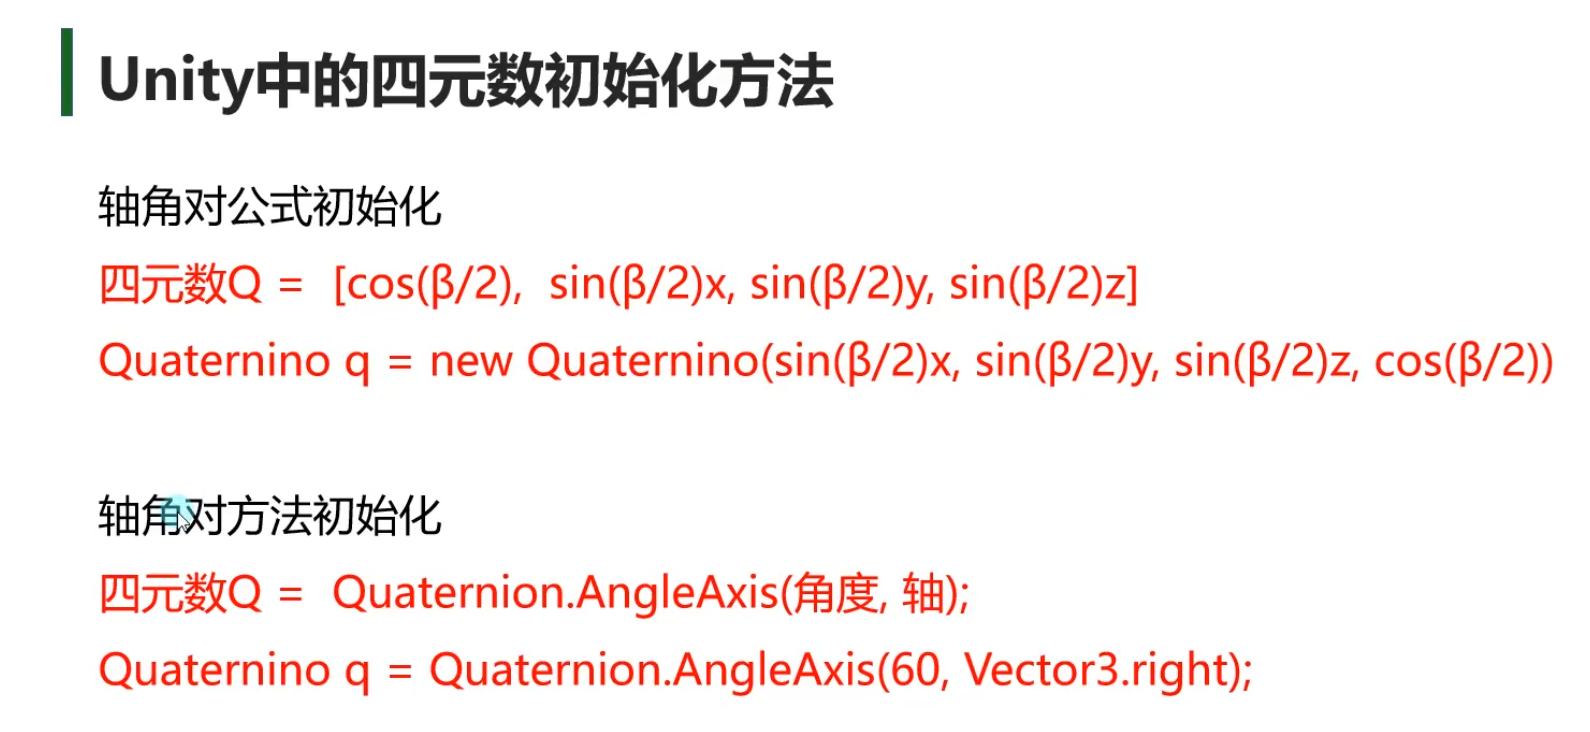 Unity中的四元数初始化方法
轴角对公式初始化
四元数Q = [cos(β/2), sin(β/2)x, sin(β/2)y, sin(β/2)z]
Quaternino q = new Quaternino(sin(β/2)x, sin(β/2)y, sin(β/2)z, cos(β/2))
轴角对方法初始化
四元数Q = Quaternion.AngleAxis(角度, 轴);
Quaternino q = Quaternion.AngleAxis(60, Vector3.right);